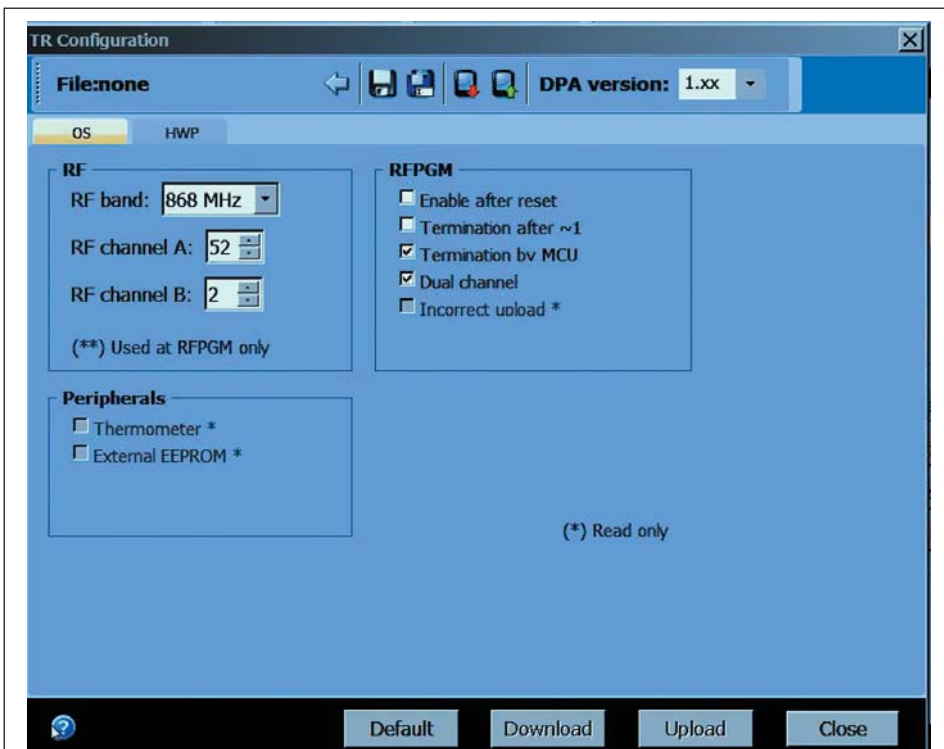 TR Configuration
File:none
DPA version: 1.xx
OS
HWP
RF
RF band: 868 MHz
RF channel A: 52
RF channel B: 2
(**) Used at RFPGM only
RFPGM
Enable after reset
Termination after ~1
Termination by MCU
Dual channel
Incorrect upload *
Peripherals
Thermometer *
External EEPROM *
(*) Read only
Default
Download
Upload
Close